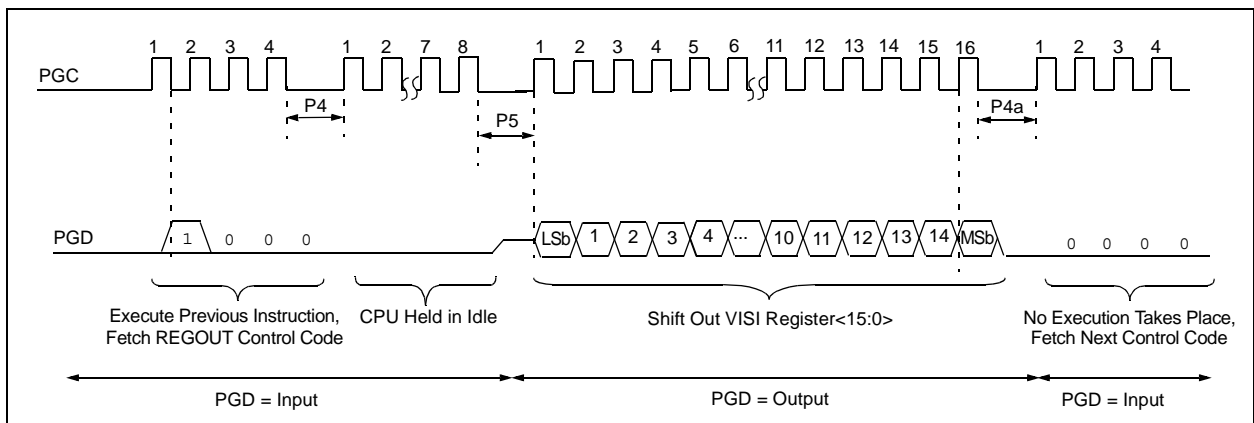 1 2 3 4 1 2 7 8 1 2 3 4 5 6 11 12 13 14 15 16 1 2 3 4
PGC
P4 P5 P4a
PGD 1 0 0 0 LSb 1 2 3 4 ... 10 11 12 13 14 MSb 0 0 0 0
Execute Previous Instruction,
Fetch REGOUT Control Code
CPU Held in Idle
Shift Out VISI Register<15:0>
No Execution Takes Place,
Fetch Next Control Code
PGD = Input PGD = Output PGD = Input